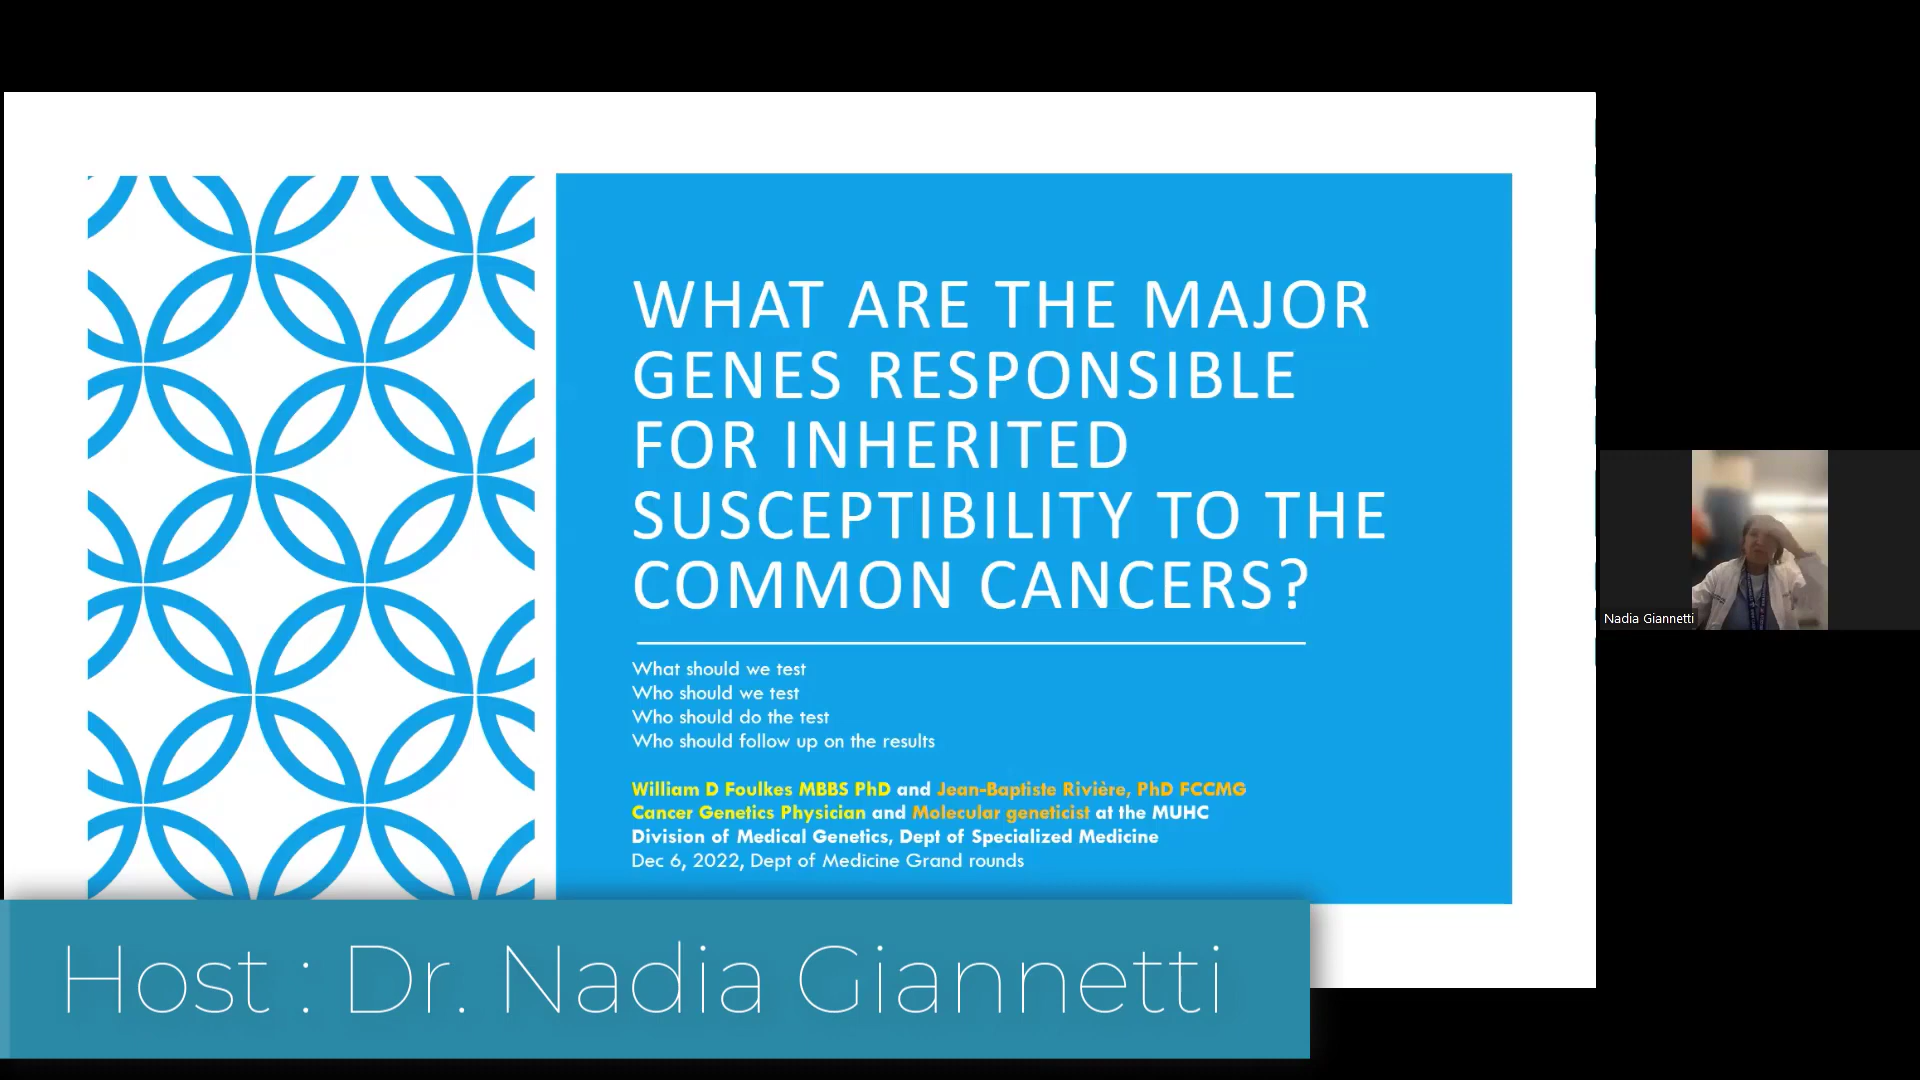 WHAT ARE THE MAJOR
GENES RESPONSIBLE
FOR INHERITED
SUSCEPTIBILITY TO THE
COMMON CANCERS?
What should we test
Who should we test
Who should do the test
Who should follow up on the results
William D Foulkes MBBS PhD and Jean-Baptiste Rivière, PhD FCCMG
Cancer Genetics Physician and Molecular geneticist at the MUHC
Division of Medical Genetics, Dept of Specialized Medicine
Dec 6, 2022, Dept of Medicine Grand rounds
Nadia Giannetti
Host : Dr. Nadia Giannetti